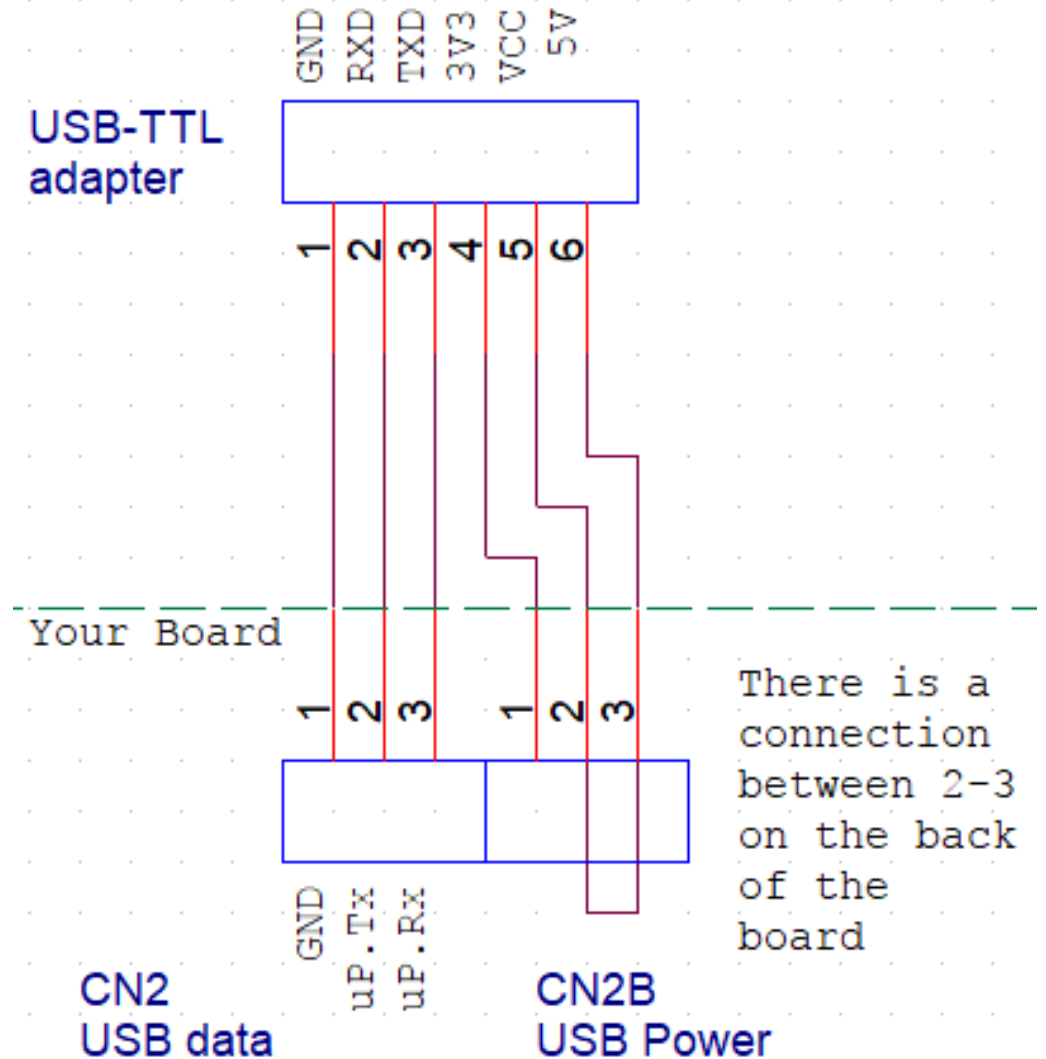 GND
RXD
TXD
3V3
VCC
5V
USB-TTL
adapter
1
2
3
4
5
6
Your Board
1
2
3
1
2
3
There is a
connection
between 2-3
on the back
of the
board
GND
uP.Tx
uP.Rx
CN2
USB data
CN2B
USB Power